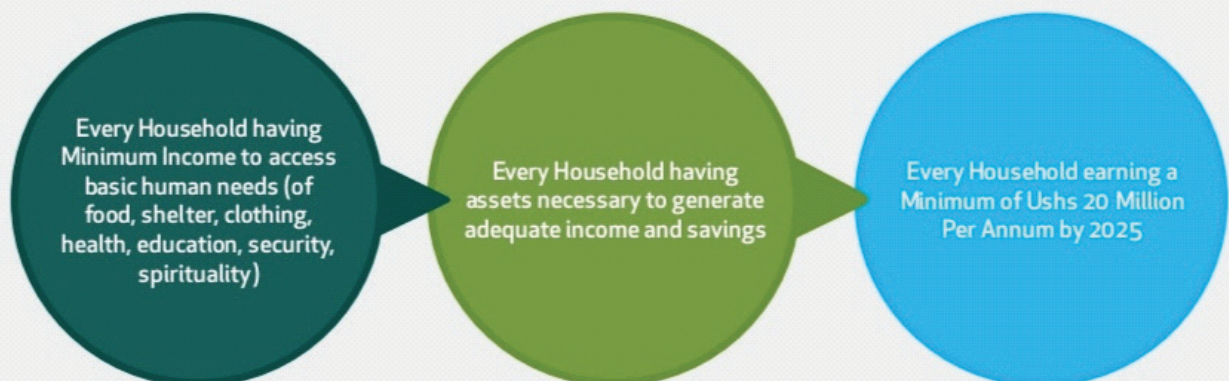 Every Household having
Minimum Income to access
basic human needs (of
food, shelter, clothing,
health, education, security,
spirituality)
Every Household having
assets necessary to generate
adequate income and savings
Every Household earning a
Minimum of Ushs 20 Million
Per Annum by 2025